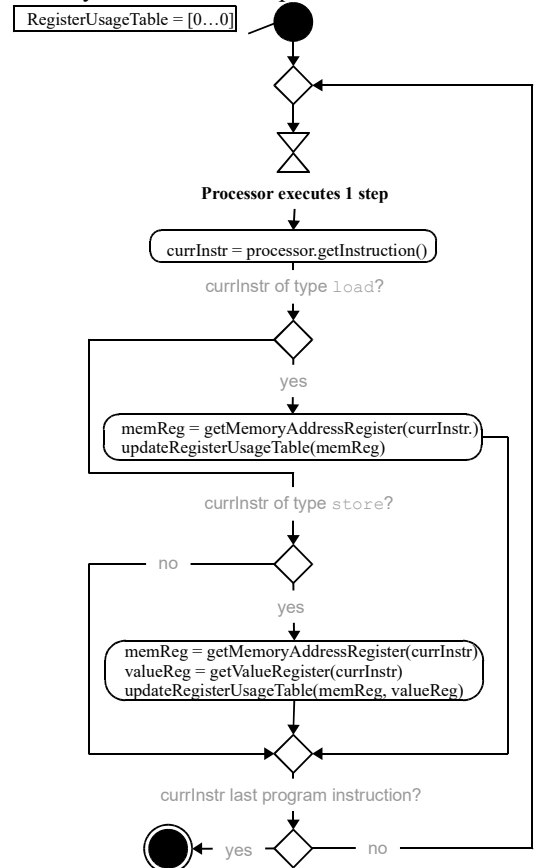 RegisterUsageTable = [0…0]
Processor executes 1 step
currInstr = processor.getInstruction()
currInstr of type load?
yes
memReg = getMemoryAddressRegister(currInstr.)
updateRegisterUsageTable(memReg)
currInstr of type store?
no
yes
memReg = getMemoryAddressRegister(currInstr)
valueReg = getValueRegister(currInstr)
updateRegisterUsageTable(memReg, valueReg)
currInstr last program instruction?
yes
no